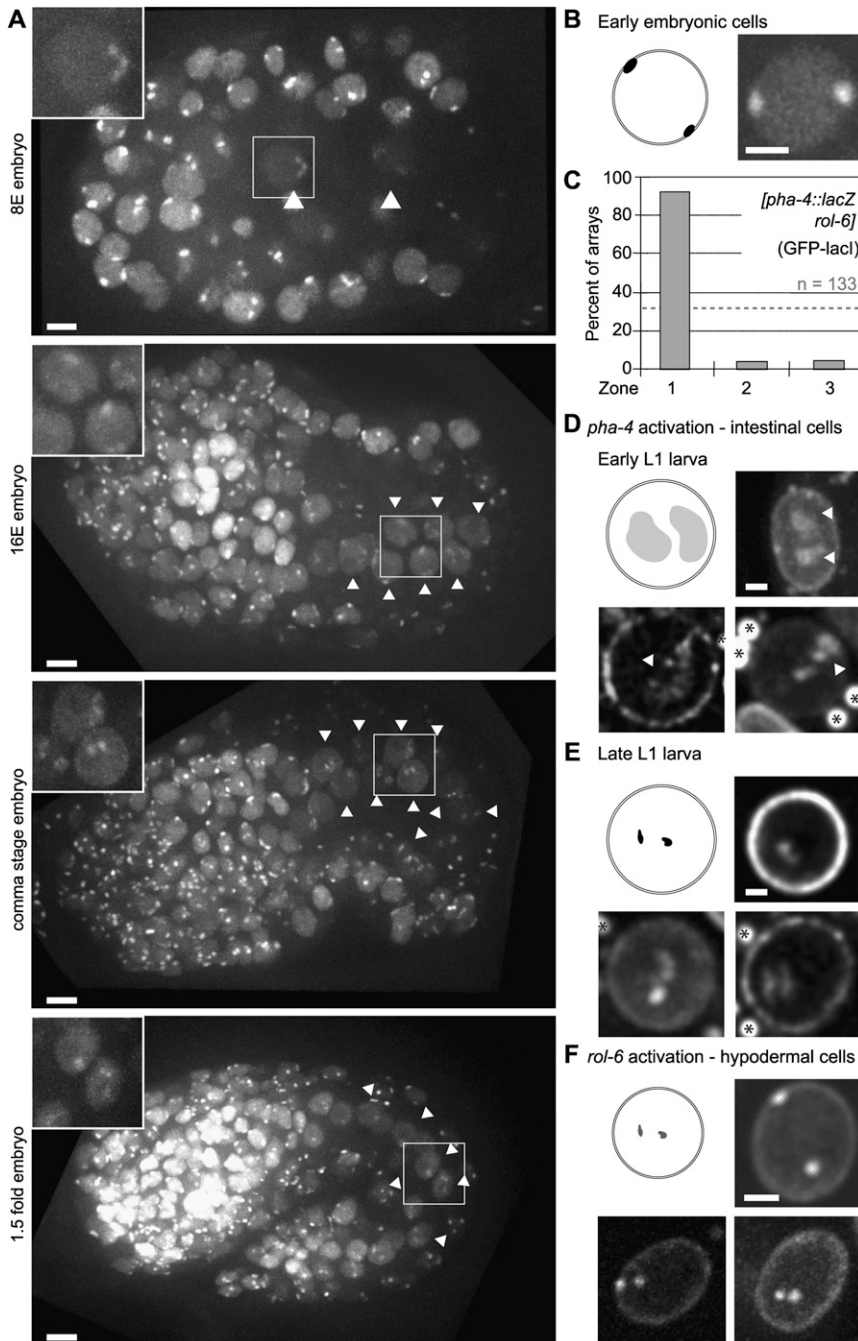 A
8E embryo
16E embryo
comma stage embryo
1.5 fold embryo
B Early embryonic cells
C
Percent of arrays
100
80
60
40
20
0
[pha-4::lacZ
rol-6]
(GFP-lacI)
n = 133
Zone 1 2 3
D pha-4 activation - intestinal cells
Early L1 larva
* * * * *
E Late L1 larva
* * *
F rol-6 activation - hypodermal cells